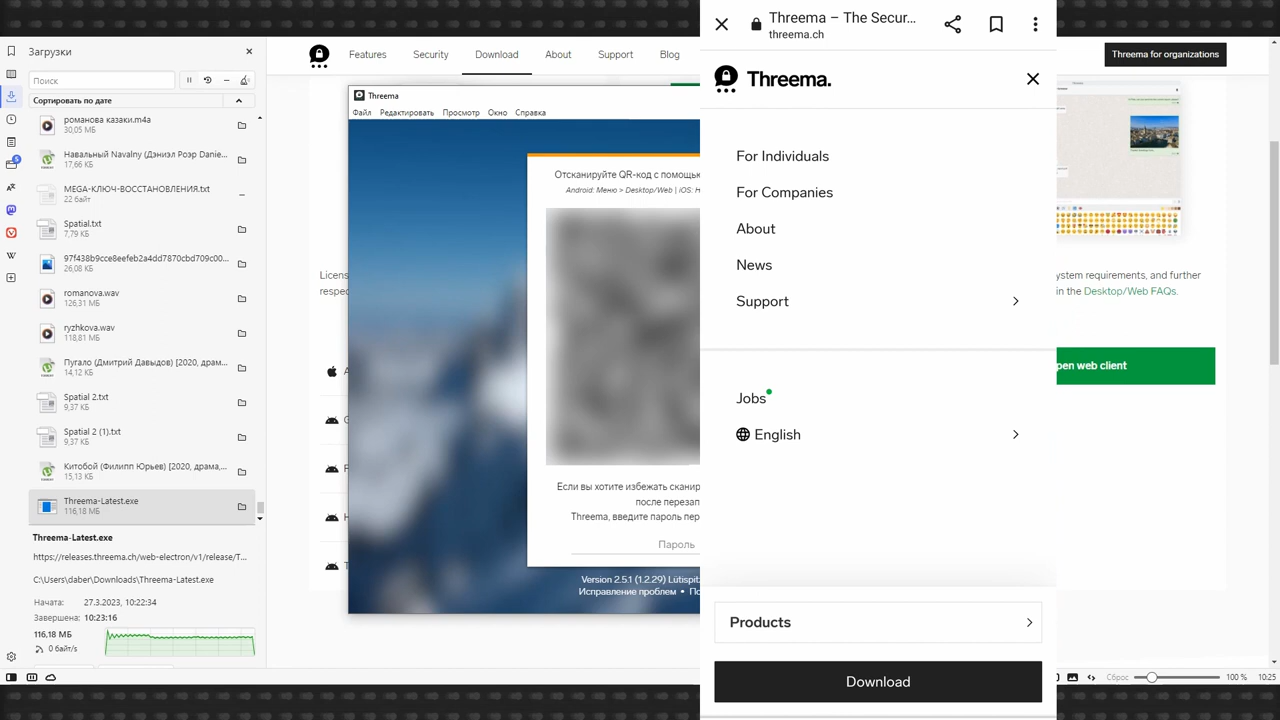 Загрузки
Поиск
Сортировать по дате
романова казаки.m4a
30,05 МБ
Навальный Navalny (Дэниэл Роэр Danie...
17,66 КБ
MEGA-КЛЮЧ-ВОССТАНОВЛЕНИЯ.txt
22 байт
Spatial.txt
7,79 КБ
97f438b9cce8eefeb2a4dd7870cbd709c00...
26,08 КБ
romanova.wav
126,31 МБ
ryzhkova.wav
118,81 МБ
Пугало (Дмитрий Давыдов) [2020, драм...
14,12 КБ
Spatial 2.txt
9,37 КБ
Spatial 2 (1).txt
9,37 КБ
Китобой (Филипп Юрьев) [2020, драма,...
15,13 КБ
Threema-Latest.exe
116,18 МБ
Threema-Latest.exe
https://releases.threema.ch/web-electron/v1/release/T...
C:\Users\daber\Downloads\Threema-Latest.exe
Начата: 27.3.2023, 10:22:34
Завершена: 10:23:16
116,18 МБ
0 байт/s
5
Features Security Download About Support Blog
Threema for organizations
Licens
respec
Threema
Файл Редактировать Просмотр Окно Справка
Отсканируйте QR-код с помощью
Android: Меню > Desktop/Web | iOS: Н
Если вы хотите избежать сканир
после перезап
Threema, введите пароль пер
Пароль
Version 2.5.1 (1.2.29) Lütispitz
Исправление проблем • По
Threema – The Secur...
threema.ch
Threema.
For Individuals
For Companies
About
News
Support
Jobs
English
Products
Download
ystem requirements, and further
in the Desktop/Web FAQs.
pen web client
Сброс 100 % 10:25